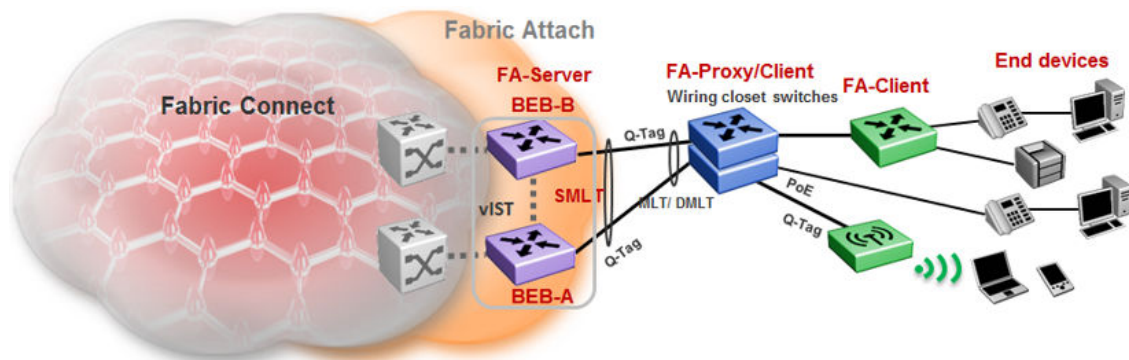 Fabric Attach
Fabric Connect
FA-Server
BEB-B
vIST
SMLT
BEB-A
Q-Tag
MLT/ DMLT
Q-Tag
FA-Proxy/Client
Wiring closet switches
FA-Client
End devices
PoE
Q-Tag